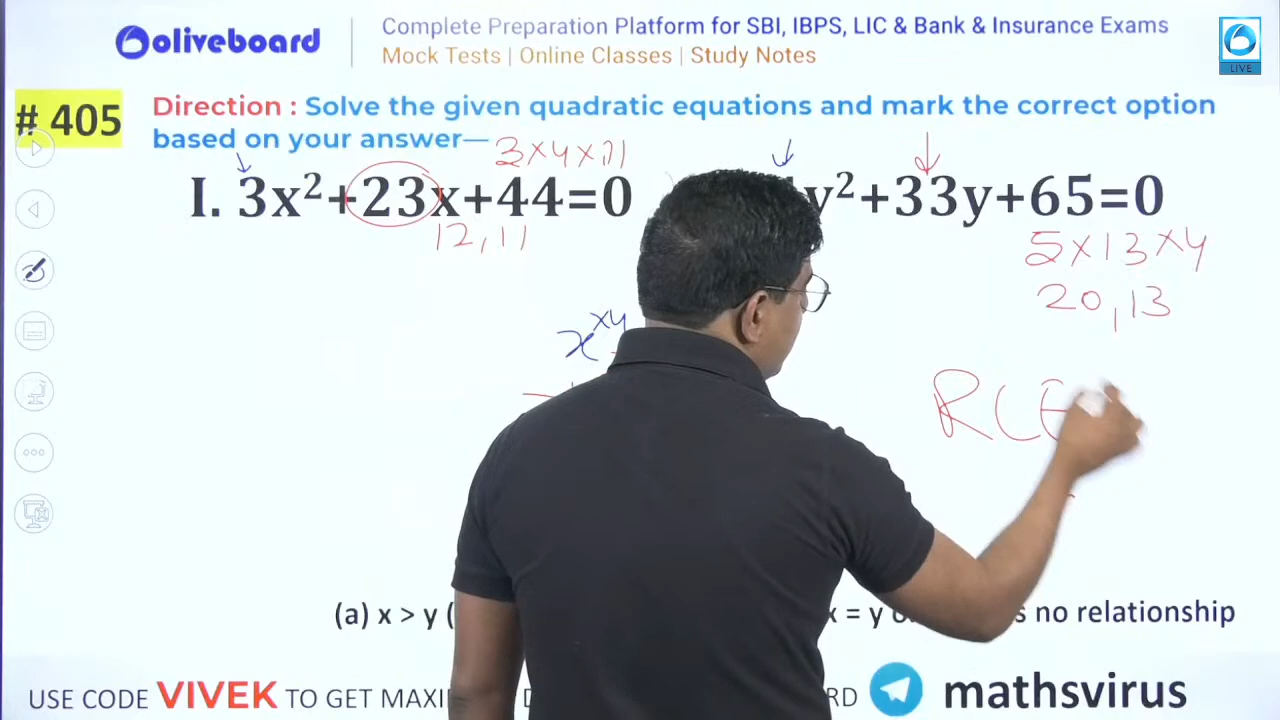 oliveboard
Complete Preparation Platform for SBI, IBPS, LIC & Bank & Insurance Exams
Mock Tests | Online Classes | Study Notes
LIVE
# 405
Direction : Solve the given quadratic equations and mark the correct option
based on your answer—
3×4×11
I. 3x²+23x+44=0
y²+33y+65=0
12, 11
5×13×4
20, 13
x
×4
(a) x > y
x = y
no relationship
USE CODE VIVEK TO GET
mathsvirus